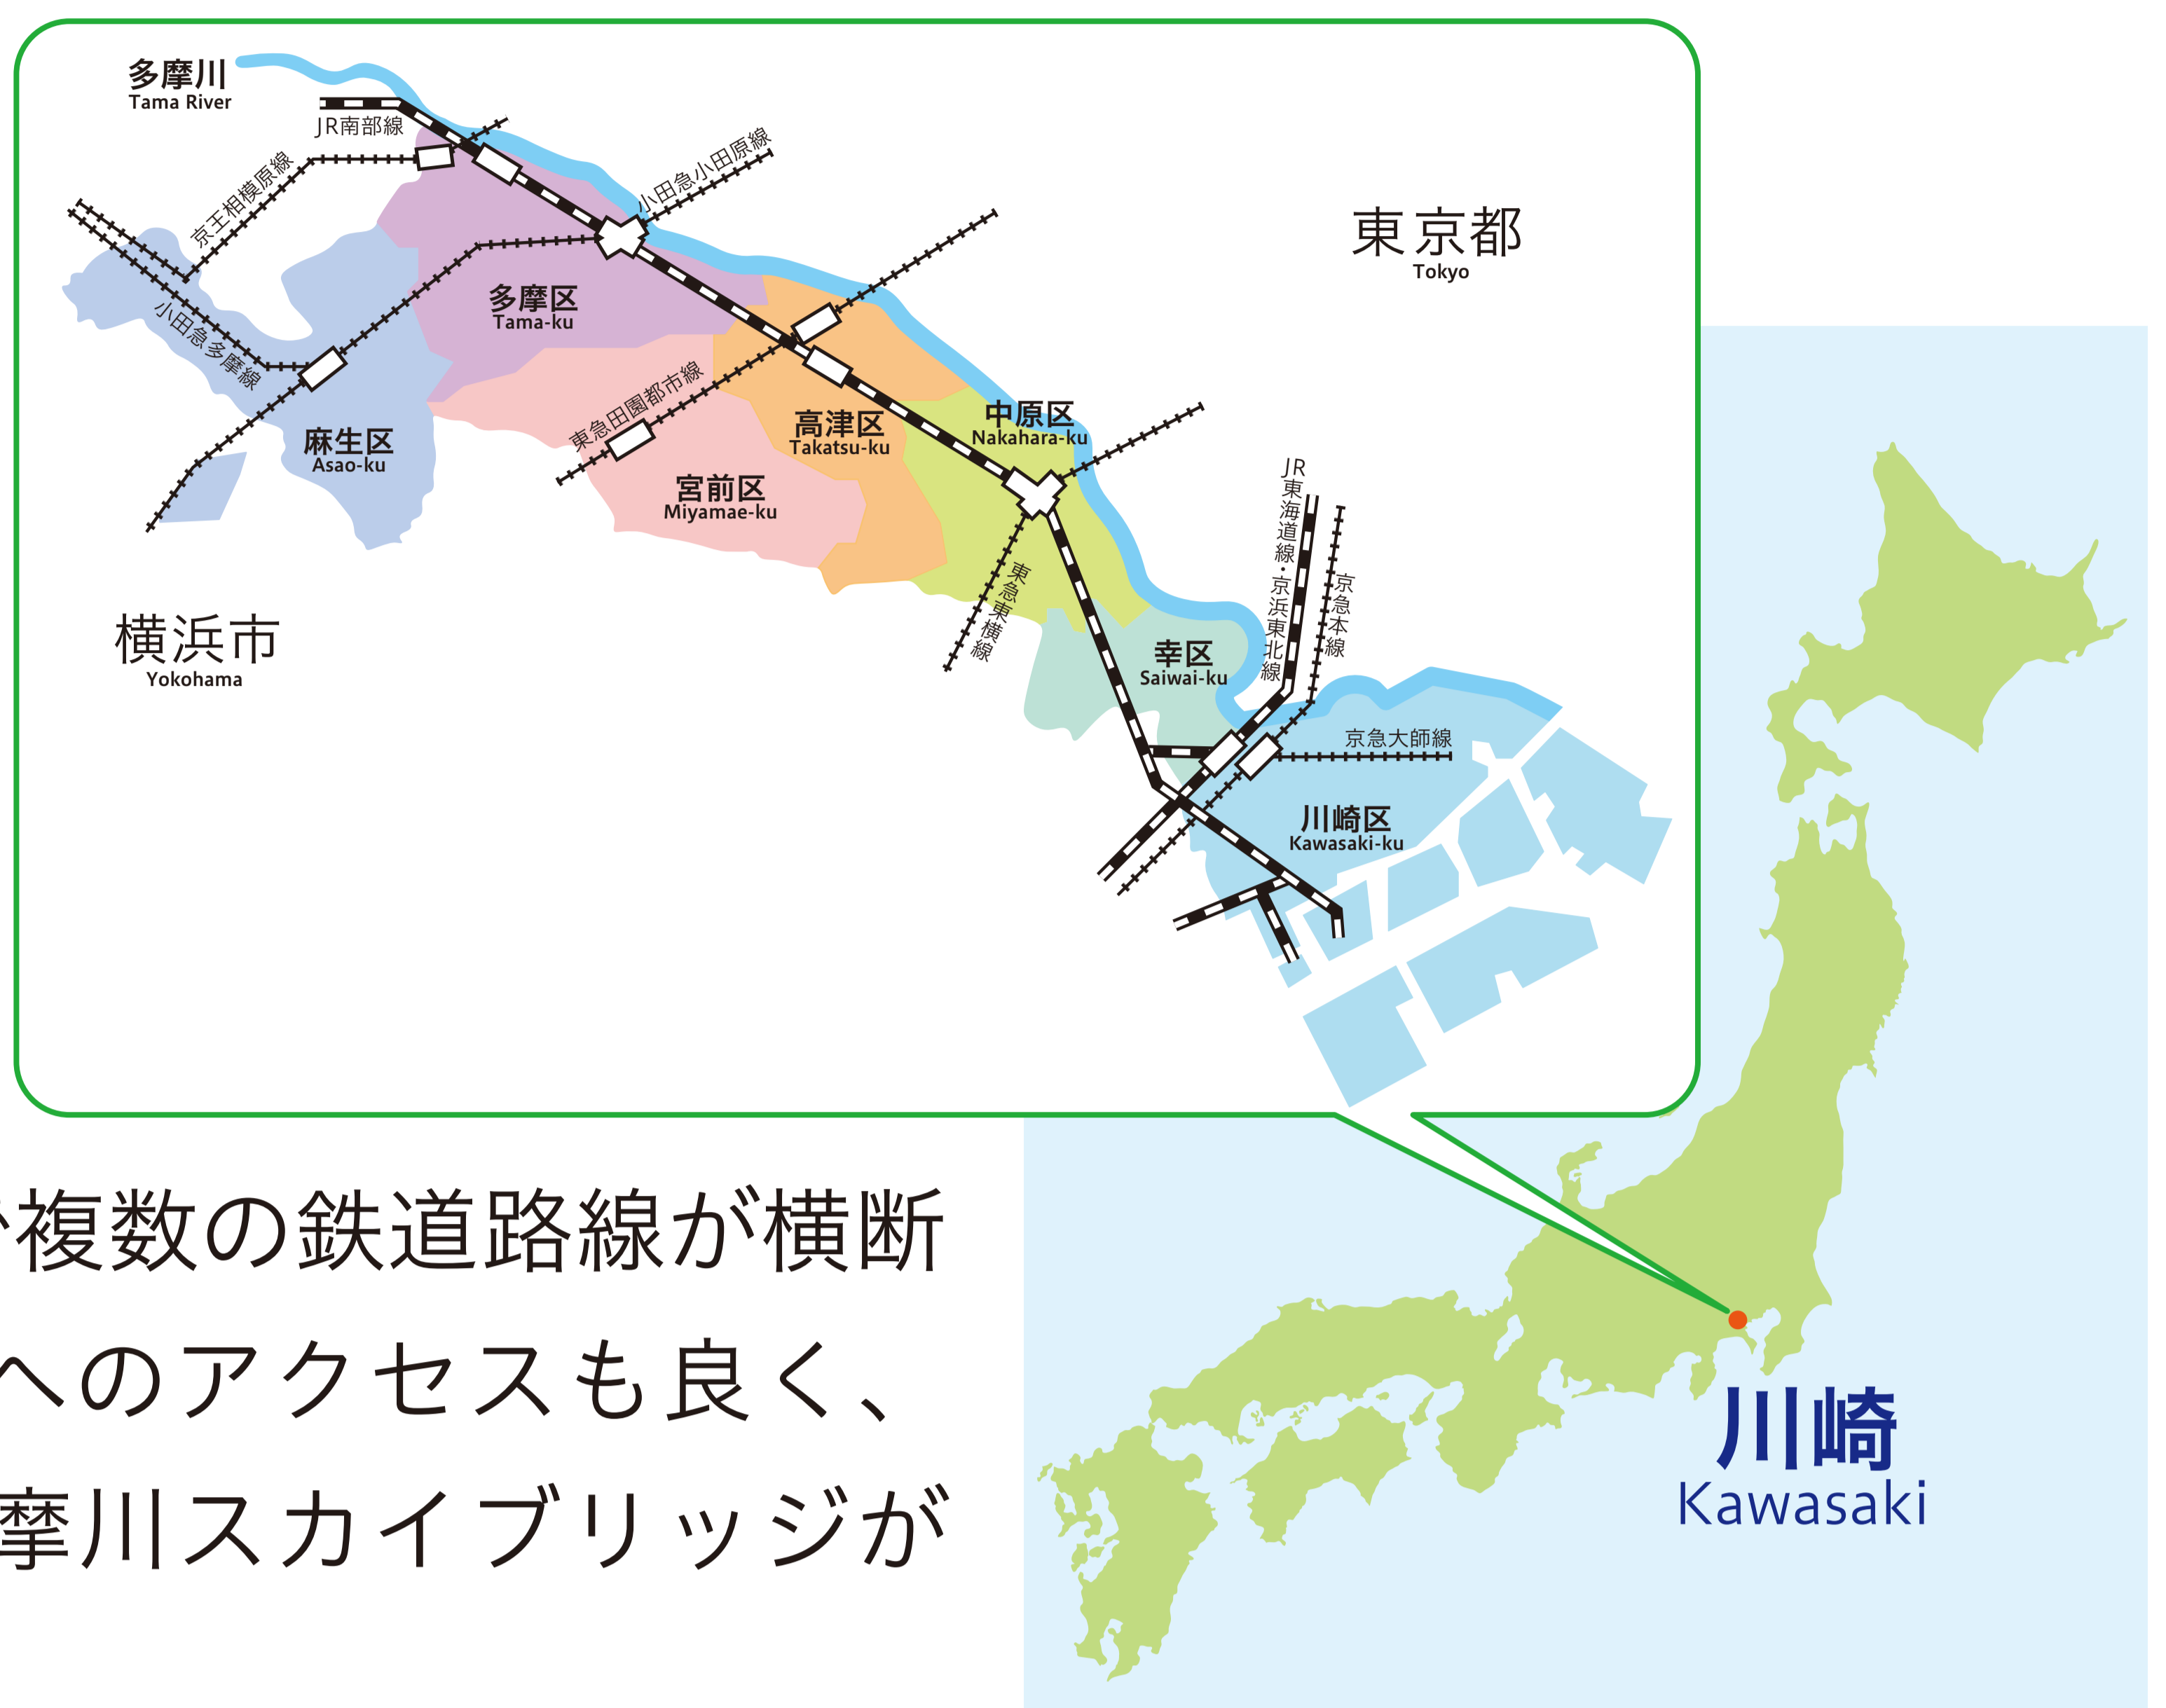 多摩川
Tama River
JR南部線
京王相模原線
小田急小田原線
小田急多摩線
多摩区
Tama-ku
東京都
Tokyo
東急田園都市線
麻生区
Asao-ku
高津区
Takatsu-ku
中原区
Nakahara-ku
宮前区
Miyamae-ku
JR東海道線・京浜東北線
京急本線
東急東横線
横浜市
Yokohama
幸区
Saiwai-ku
京急大師線
川崎区
Kawasaki-ku
複数の鉄道路線が横断
へのアクセスも良く、
摩川スカイブリッジが
川崎
Kawasaki